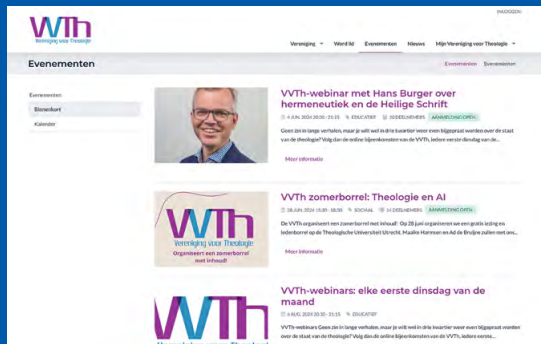 INLOGGEN
VVTh
Vereniging voor Theologie
Vereniging Word lid Evenementen Nieuws Mijn Vereniging voor Theologie
Evenementen
Evenementen Evenementen
Evenementen
Binnenkort
Kalender
VVTh-webinar met Hans Burger over
hermeneutiek en de Heilige Schrift
4 JUN. 2024 20:30 - 21:15 EDUCATIEF DEELNEMERS AANMELDING OPEN
Geen zin in lange verhalen, maar je wilt wel in drie kwartier weer even bijgepraat worden over de staat
van de theologie? Volg dan de online bijeenkomsten van de VVTh, iedere eerste dinsdag van de...
Meer informatie
VVTh
Vereniging voor Theologie
Organiseert een zomerborrel
met inhoud!
VVTh zomerborrel: Theologie en AI
28 JUN. 2024 15:30 - 18:00 SOCIAAL 14 DEELNEMERS AANMELDING OPEN
De VVTh organiseert een zomerborrel met inhoud! Op 28 juni organiseren we een gratis lezing en
ledenborrel op de Theologische Universiteit Utrecht. Maaike Harmsen en Ad de Bruijne zullen met ons...
Meer informatie
VVTh
VVTh-webinars: elke eerste dinsdag van de
maand
6 AUG. 2024 20:30 - 21:15 EDUCATIEF
VVTh-webinars Geen zin in lange verhalen, maar je wilt wel in drie kwartier weer even bijgepraat worden
over de staat van de theologie? Volg dan de online bijeenkomsten van de VVTh, iedere eerste...